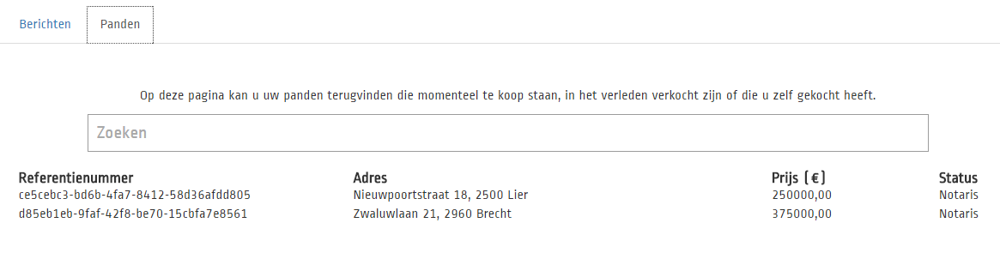 Berichten Panden
Op deze pagina kan u uw panden terugvinden die momenteel te koop staan, in het verleden verkocht zijn of die u zelf gekocht heeft.
Zoeken
Referentienummer Adres Prijs (€) Status
ce5cebc3-bd6b-4fa7-8412-58d36afdd805 Nieuwpoortstraat 18, 2500 Lier 250000,00 Notaris
d85eb1eb-9faf-42f8-be70-15cbfa7e8561 Zwaluwlaan 21, 2960 Brecht 375000,00 Notaris